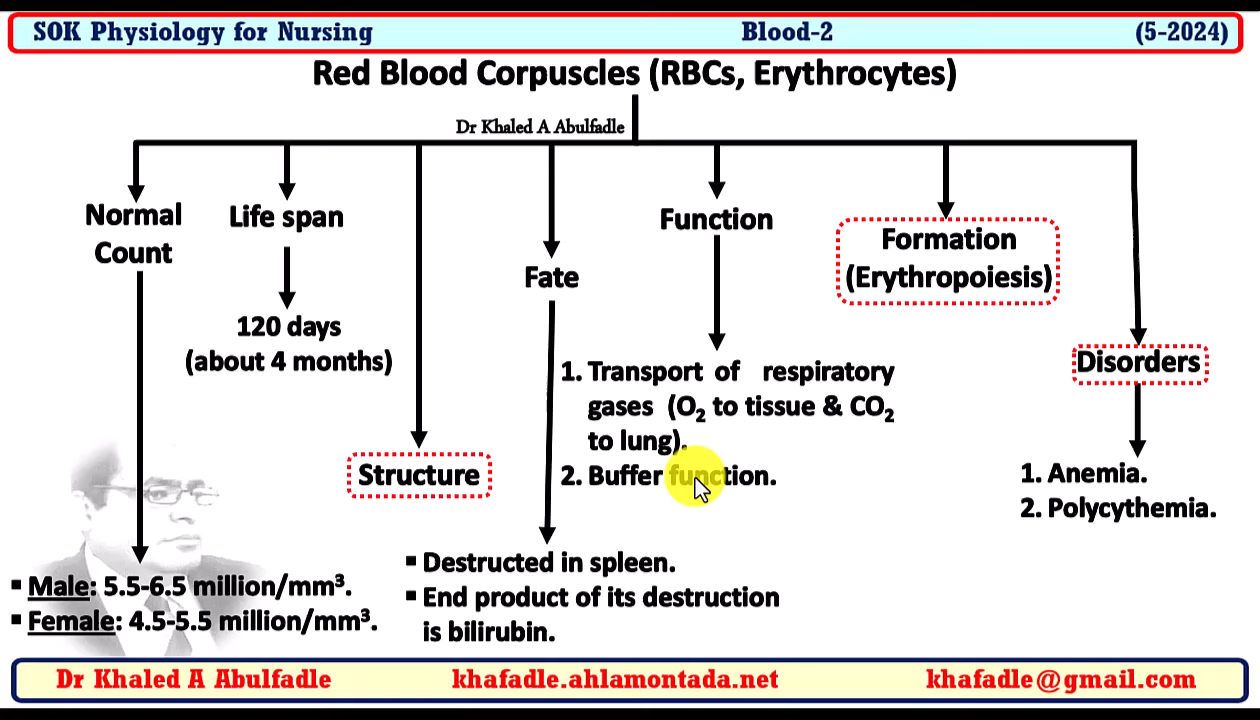 SOK Physiology for Nursing Blood-2 (5-2024)
Red Blood Corpuscles (RBCs, Erythrocytes)
Dr Khaled A Abulfadle
Normal
Count
▪ Male: 5.5-6.5 million/mm³.
▪ Female: 4.5-5.5 million/mm³.
Life span
120 days
(about 4 months)
Structure
Fate
▪ Destructed in spleen.
▪ End product of its destruction
is bilirubin.
Function
1. Transport of respiratory
gases (O₂ to tissue & CO₂
to lung).
2. Buffer function.
Formation
(Erythropoiesis)
Disorders
1. Anemia.
2. Polycythemia.
Dr Khaled A Abulfadle khafadle.ahlamontada.net khafadle@gmail.com